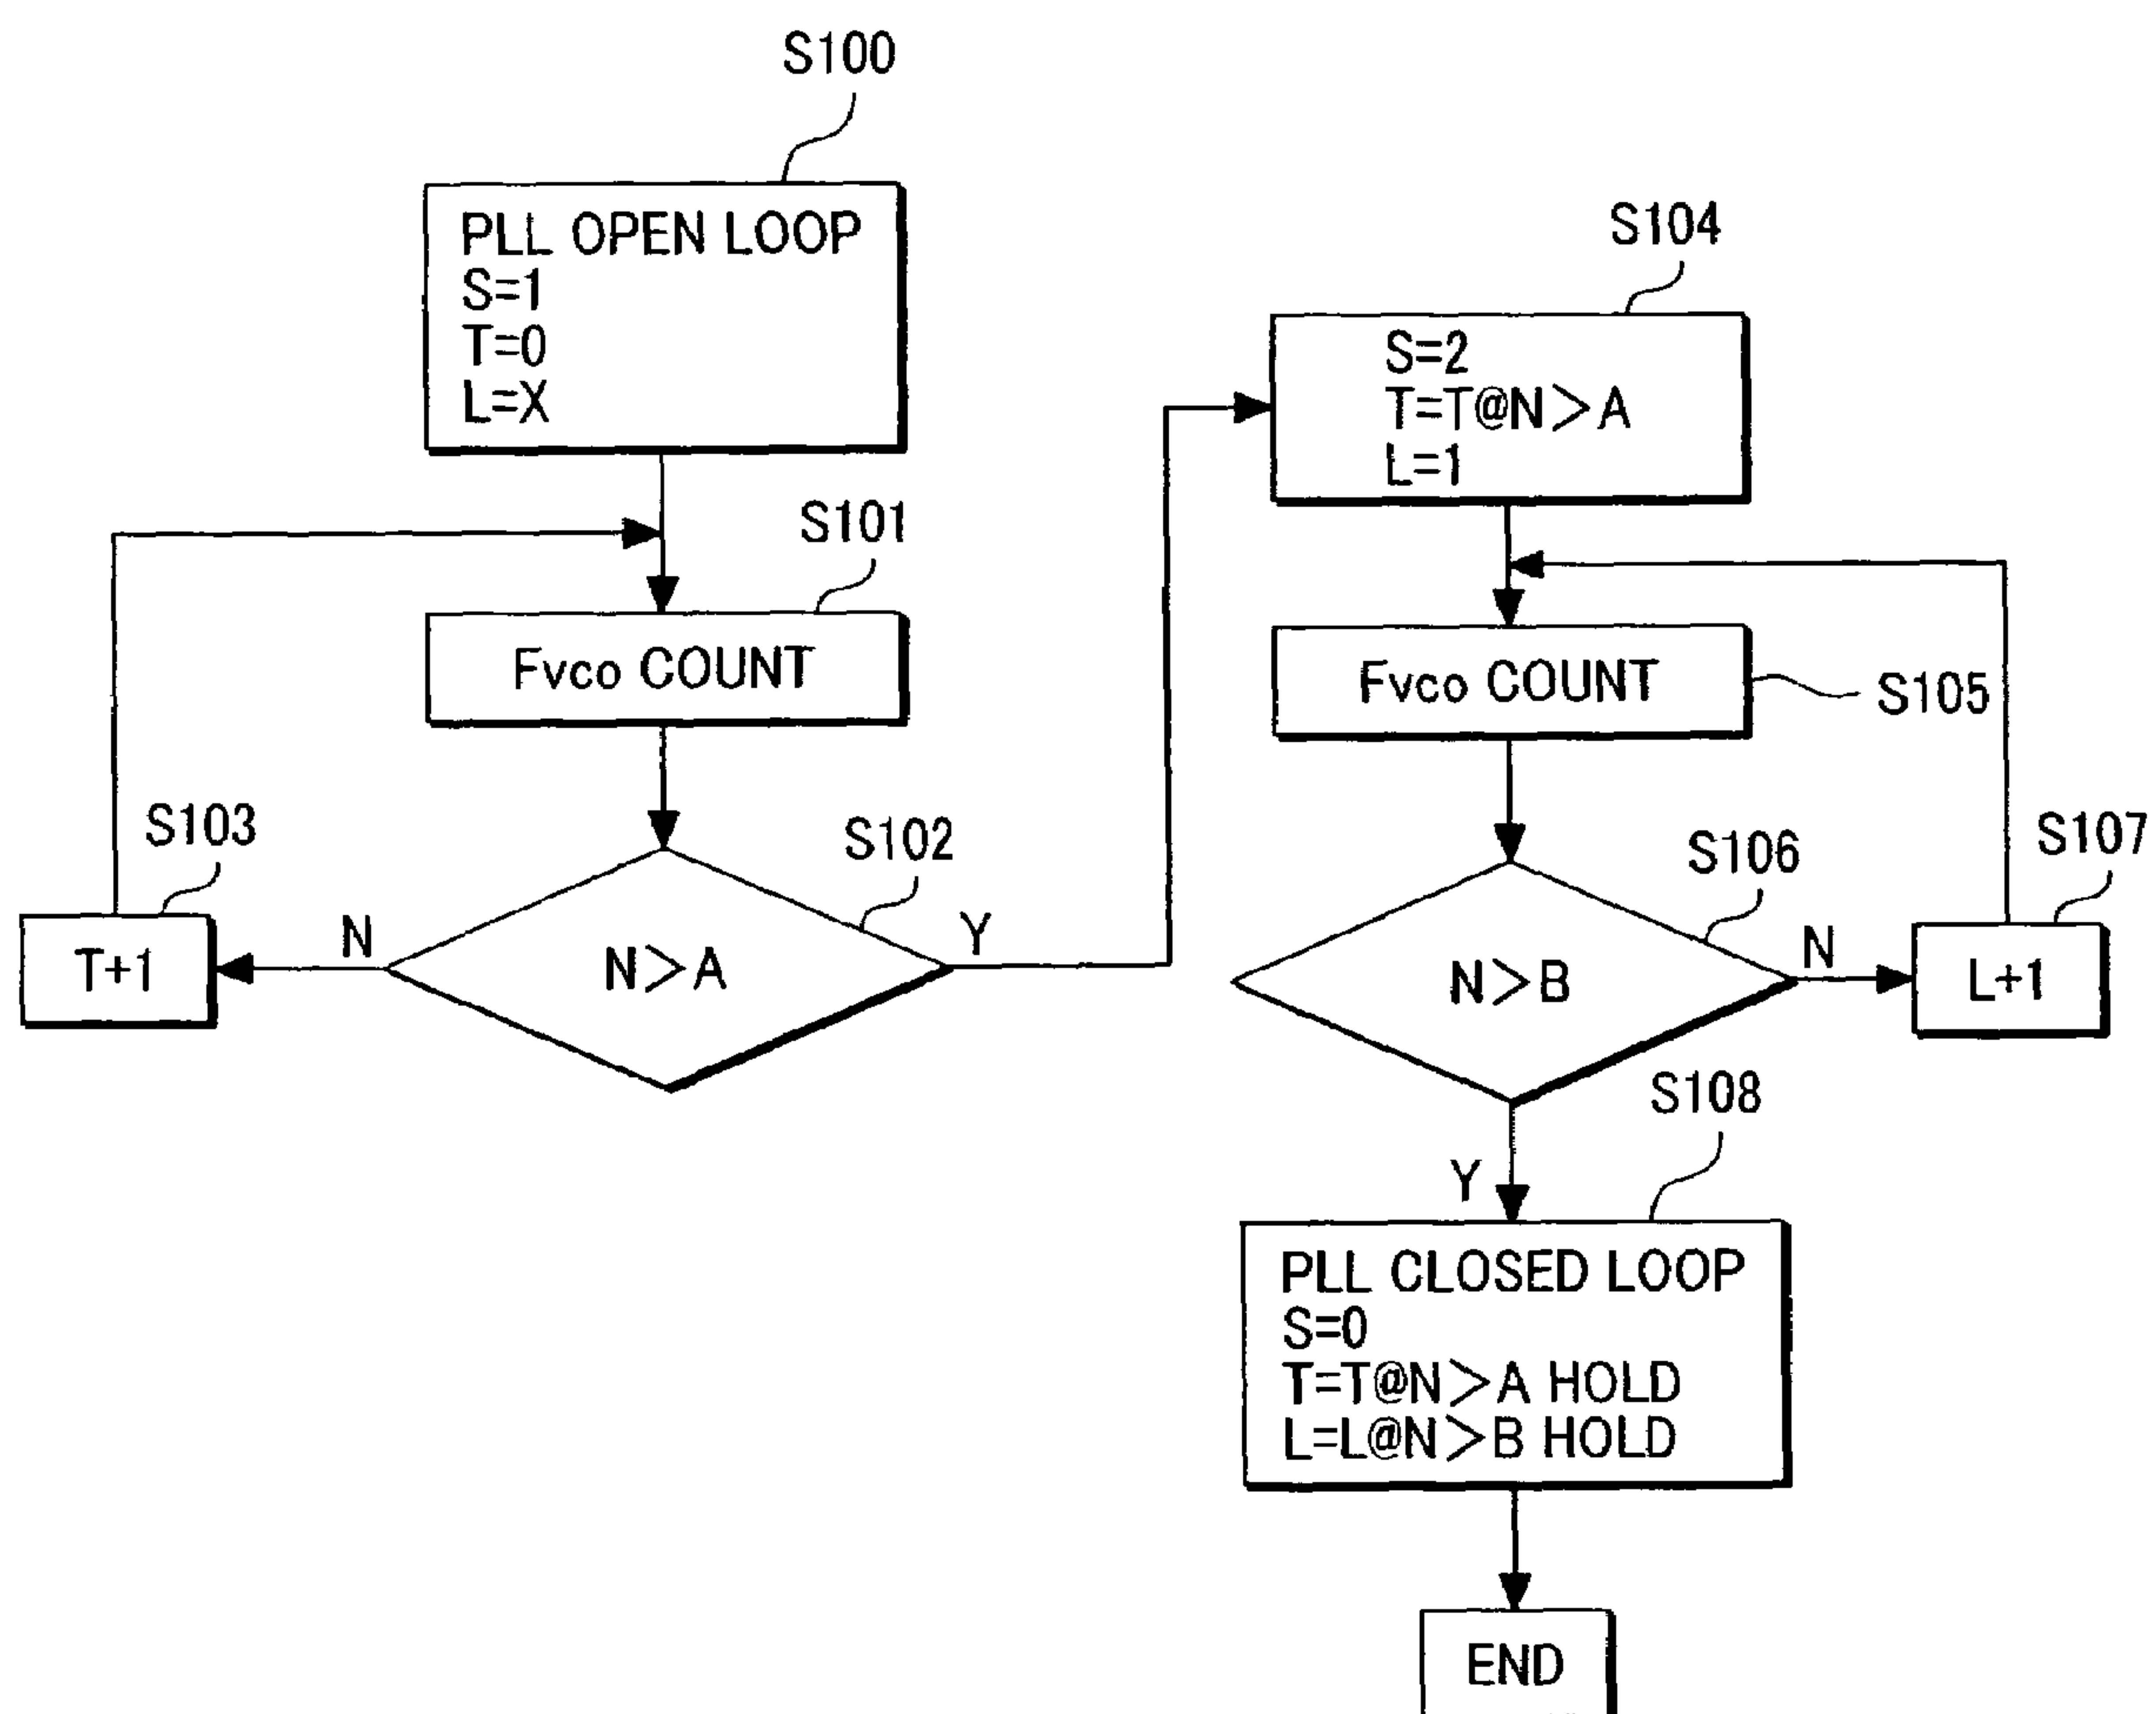 S100
PLL OPEN LOOP
S=1
T=0
L=X
S101
Fvco COUNT
S102
N>A
N
Y
S103
T+1
S104
S=2
T=T@N>A
L=1
Fvco COUNT
S105
S106
N>B
N
S107
L+1
Y
S108
PLL CLOSED LOOP
S=0
T=T@N>A HOLD
L=L@N>B HOLD
END